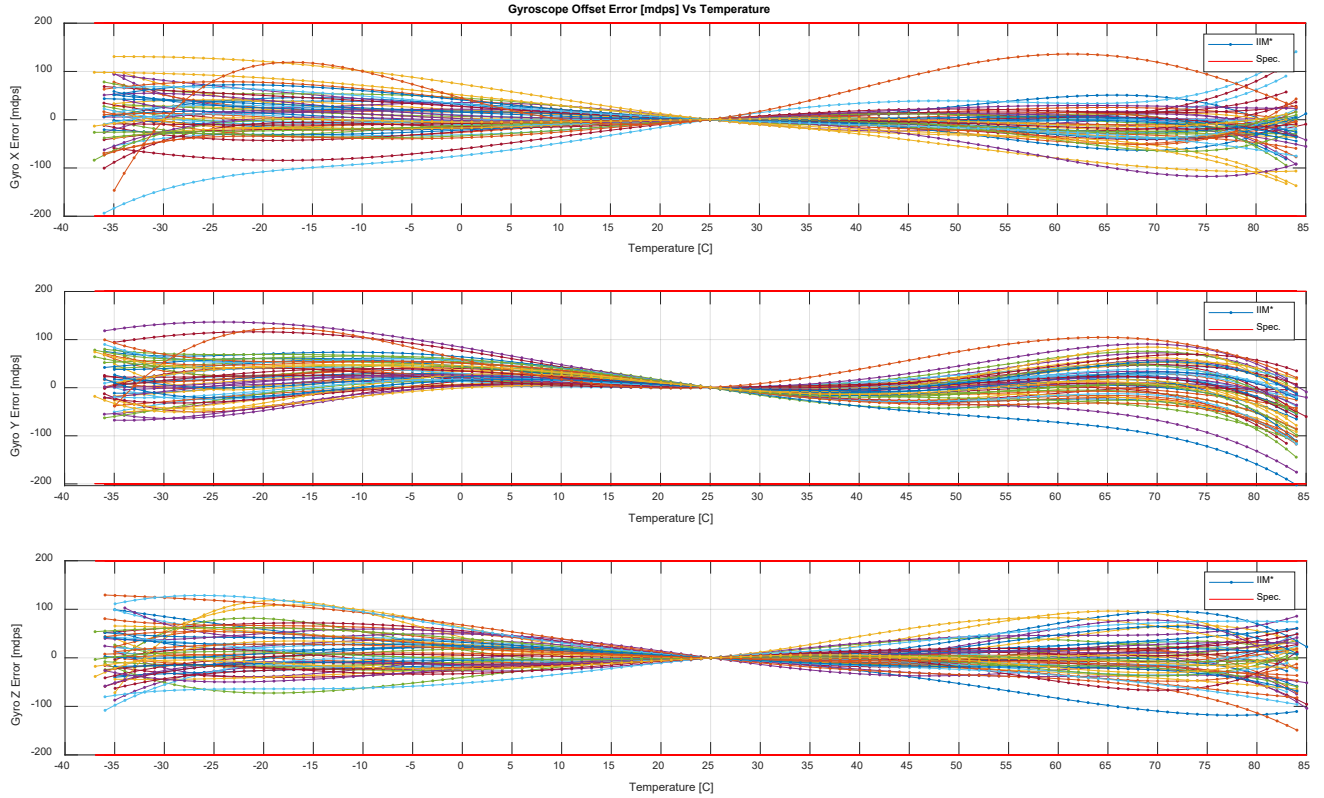 Gyroscope Offset Error [mdps] Vs Temperature
200
100
0
-100
-200
Gyro X Error [mdps]
IIM*
Spec.
-40 -35 -30 -25 -20 -15 -10 -5 0 5 10 15 20 25 30 35 40 45 50 55 60 65 70 75 80 85
Temperature [C]
200
100
0
-100
-200
Gyro Y Error [mdps]
IIM*
Spec.
-40 -35 -30 -25 -20 -15 -10 -5 0 5 10 15 20 25 30 35 40 45 50 55 60 65 70 75 80 85
Temperature [C]
200
100
0
-100
-200
Gyro Z Error [mdps]
IIM*
Spec.
-40 -35 -30 -25 -20 -15 -10 -5 0 5 10 15 20 25 30 35 40 45 50 55 60 65 70 75 80 85
Temperature [C]